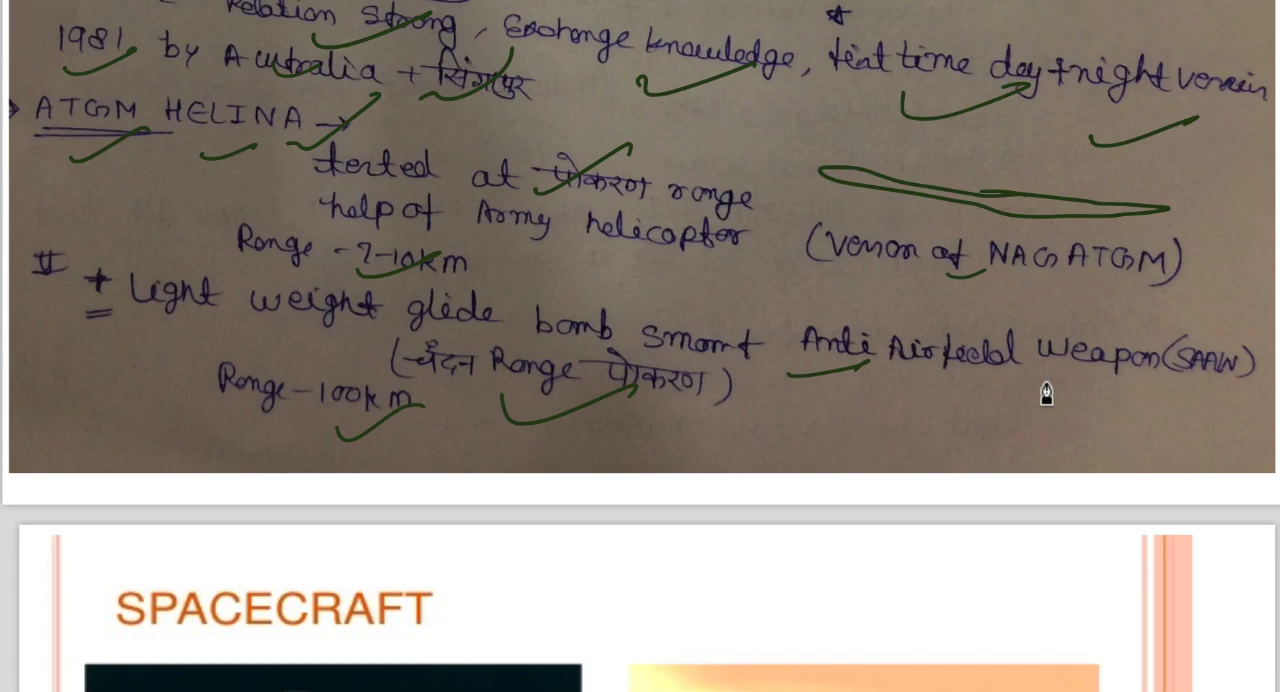 Relation Strong, Exchange knowledge, first time day + night version
1981 by Australia + सिंगापुर
ATGM HELINA →
tested at पोकरण range
help of Army helicopter
(Verson of NAG ATGM)
Range - 7-10km
+ Light weight glide bomb Smart Anti Airfield Weapon (SAAW)
(चँदन Range पोकरण)
Range - 100km
SPACECRAFT